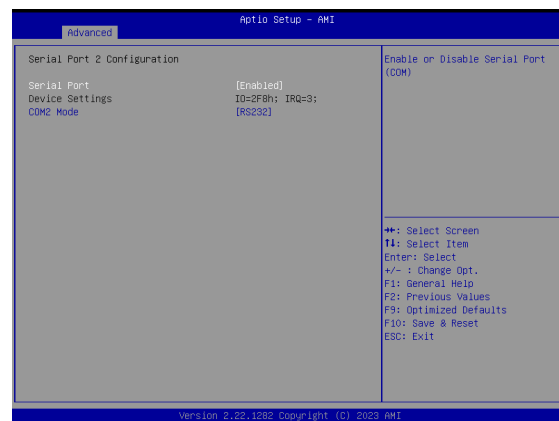 Aptio Setup - AMI
Advanced
Serial Port 2 Configuration
Serial Port [Enabled]
Device Settings IO=2F8h; IRQ=3;
COM2 Mode [RS232]
Enable or Disable Serial Port
(COM)
→←: Select Screen
↑↓: Select Item
Enter: Select
+/- : Change Opt.
F1: General Help
F2: Previous Values
F9: Optimized Defaults
F10: Save & Reset
ESC: Exit
Version 2.22.1282 Copyright (C) 2023 AMI